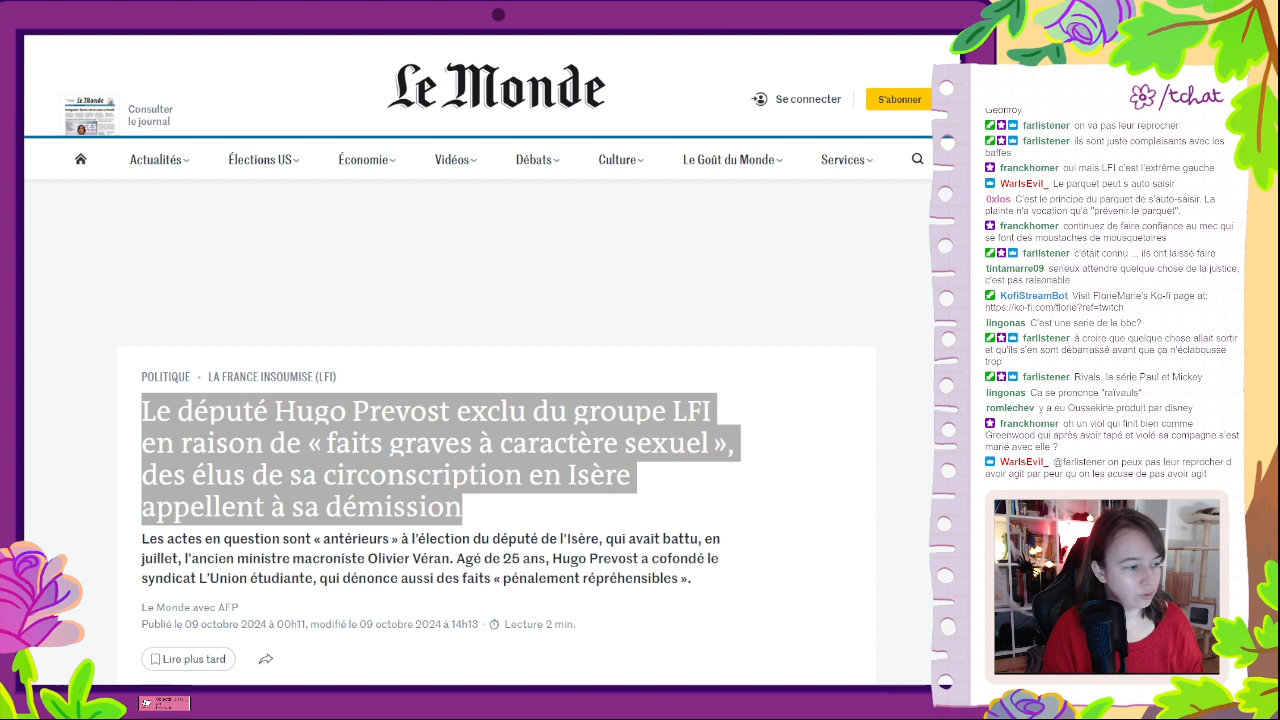 Le Monde
Consulter
le journal
Se connecter
S'abonner
Actualités
Élections US
Économie
Vidéos
Débats
Culture
Le Goût du Monde
Services
POLITIQUE • LA FRANCE INSOUMISE (LFI)
Le député Hugo Prevost exclu du groupe LFI
en raison de « faits graves à caractère sexuel »,
des élus de sa circonscription en Isère
appellent à sa démission
Les actes en question sont « antérieurs » à l'élection du député de l'Isère, qui avait battu, en
juillet, l'ancien ministre macroniste Olivier Véran. Agé de 25 ans, Hugo Prevost a cofondé le
syndicat L'Union étudiante, qui dénonce aussi des faits « pénalement répréhensibles ».
Le Monde avec AFP
Publié le 09 octobre 2024 à 00h11, modifié le 09 octobre 2024 à 14h13 · Lecture 2 min.
Lire plus tard
/tchat
Geoffroy
farlistener on va pas leur reprocher
farlistener ils sont juste complaisants avec les
baffes
franckhomer oui mais LFI c'est l'extrême gauche
WarIsEvil_ Le parquet peut s auto saisir
0xlos C'est le principe du parquet de s'auto-saisir. La
plainte n'a vocation qu'à "prévenir le parquet".
franckhomer continuez de faire confiance au mec qui
se font des moustaches de mousquetaires
farlistener c'était connu ... ils ont laissé faire
tintamarre09 serieux attendre quelque chose de la justice,
c'est pas raisonable
KofiStreamBot Visit FlorieMarie's Ko-fi page at:
https://ko-fi.com/florie?ref=twitch
lingonas C'est une serie de la bbc?
farlistener à croire que quelque chose allait sortir
et qu'ils s'en sont débarrassé avant que ça n'éclabousse
trop
farlistener Rivals, la série Paul et Mickey
lingonas Ca se prononce "raïvauls"
romlechev y a eu Oussekine produit par disney
franckhomer oh un viol qui finit bien comme
Greenwood qui après avoir tapé et violé sa compagne s'est
marié avec elle ?
WarIsEvil_ @farlistener on peux pas leur reprocher d
avoir agit par peur qu on les acuse de pas avoir agit